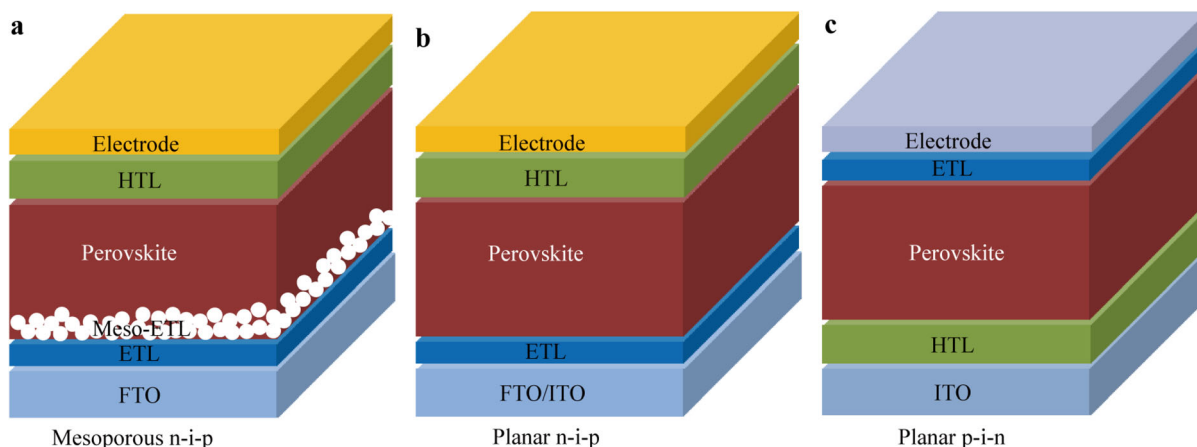 a
Electrode
HTL
Perovskite
Meso-ETL
ETL
FTO
Mesoporous n-i-p
b
Electrode
HTL
Perovskite
ETL
FTO/ITO
Planar n-i-p
c
Electrode
ETL
Perovskite
HTL
ITO
Planar p-i-n